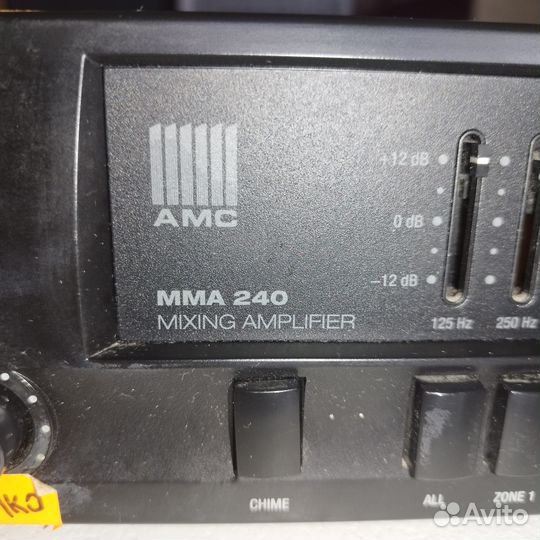 AMC
+12 dB
0 dB
−12 dB
MMA 240
MIXING AMPLIFIER
125 Hz 250 Hz
CHIME
ALL
ZONE 1
Avito